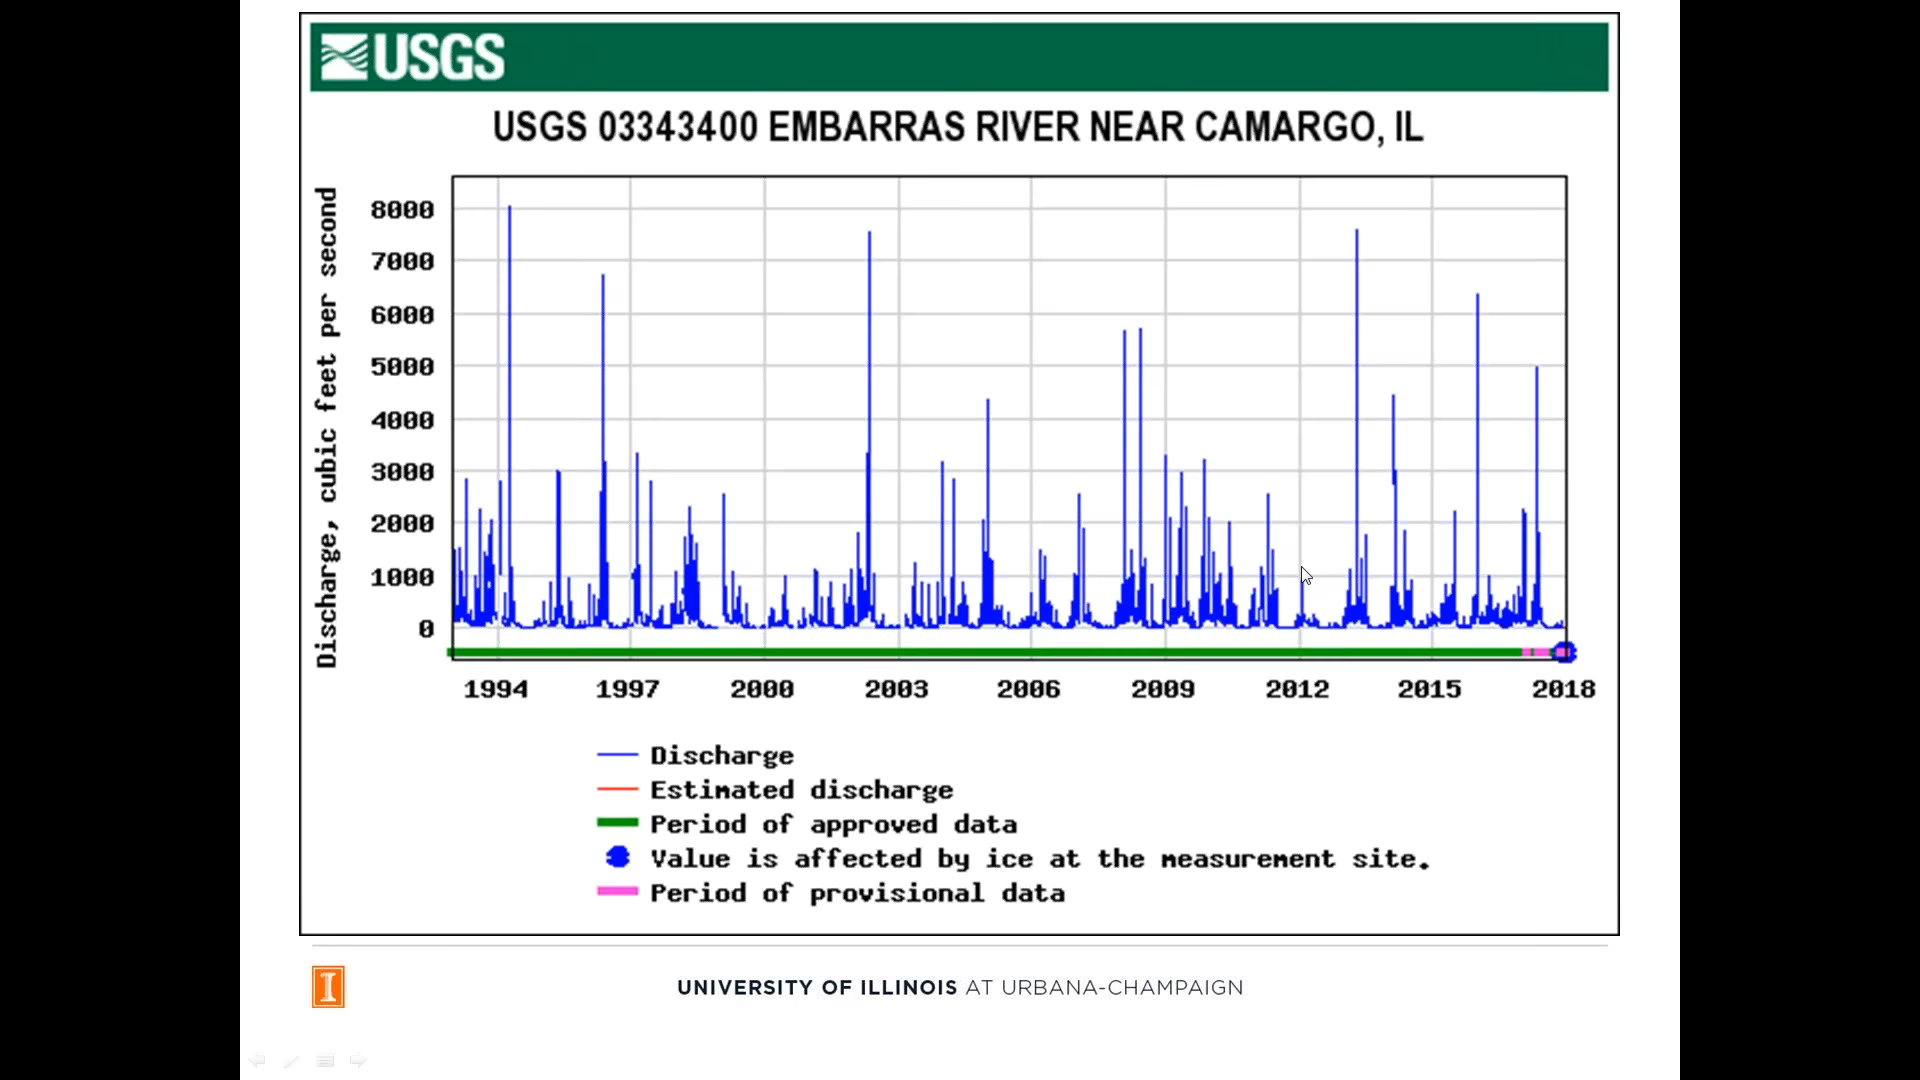 USGS
USGS 03343400 EMBARRAS RIVER NEAR CAMARGO, IL
Discharge, cubic feet per second
8000
7000
6000
5000
4000
3000
2000
1000
0
1994 1997 2000 2003 2006 2009 2012 2015 2018
Discharge
Estimated discharge
Period of approved data
Value is affected by ice at the measurement site.
Period of provisional data
I
UNIVERSITY OF ILLINOIS AT URBANA-CHAMPAIGN